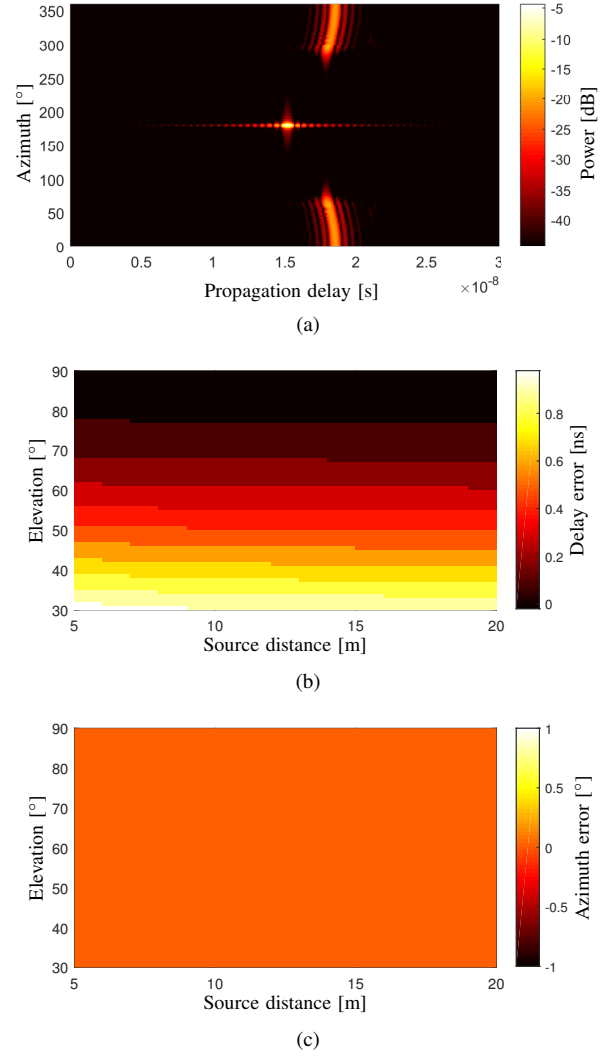 350
300
250
200
150
100
50
0
Azimuth [°]
0 0.5 1 1.5 2 2.5 3
×10⁻⁸
Propagation delay [s]
-5
-10
-15
-20
-25
-30
-35
-40
Power [dB]
(a)
90
80
70
60
50
40
30
Elevation [°]
5 10 15 20
Source distance [m]
0.8
0.6
0.4
0.2
0
Delay error [ns]
(b)
90
80
70
60
50
40
30
Elevation [°]
5 10 15 20
Source distance [m]
1
0.5
0
-0.5
-1
Azimuth error [°]
(c)